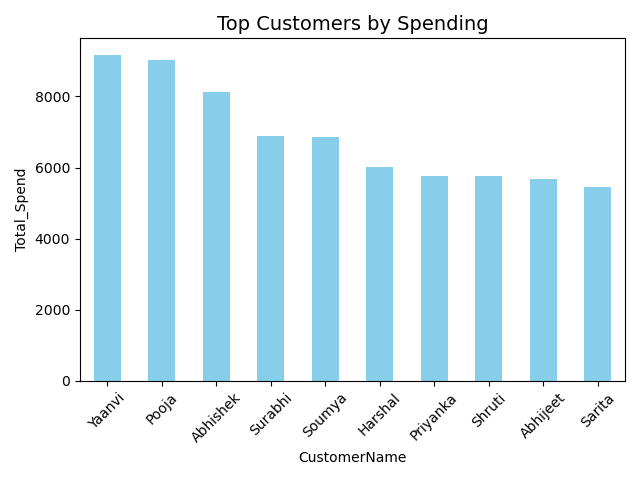 Top Customers by Spending
Total_Spend
8000
6000
4000
2000
0
Yaanvi
Pooja
Abhishek
Surabhi
Soumya
Harshal
Priyanka
Shruti
Abhijeet
Sarita
CustomerName